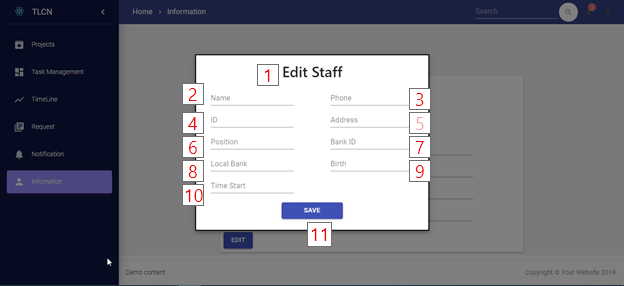 TLCN
Home > Information
Search
Projects
Task Management
TimeLine
Request
Notification
Information
1 Edit Staff
2 Name
Phone 3
4 ID
Address 5
6 Position
Bank ID 7
8 Local Bank
Birth 9
10 Time Start
SAVE
11
EDIT
Demo content
Copyright © Your Website 2019